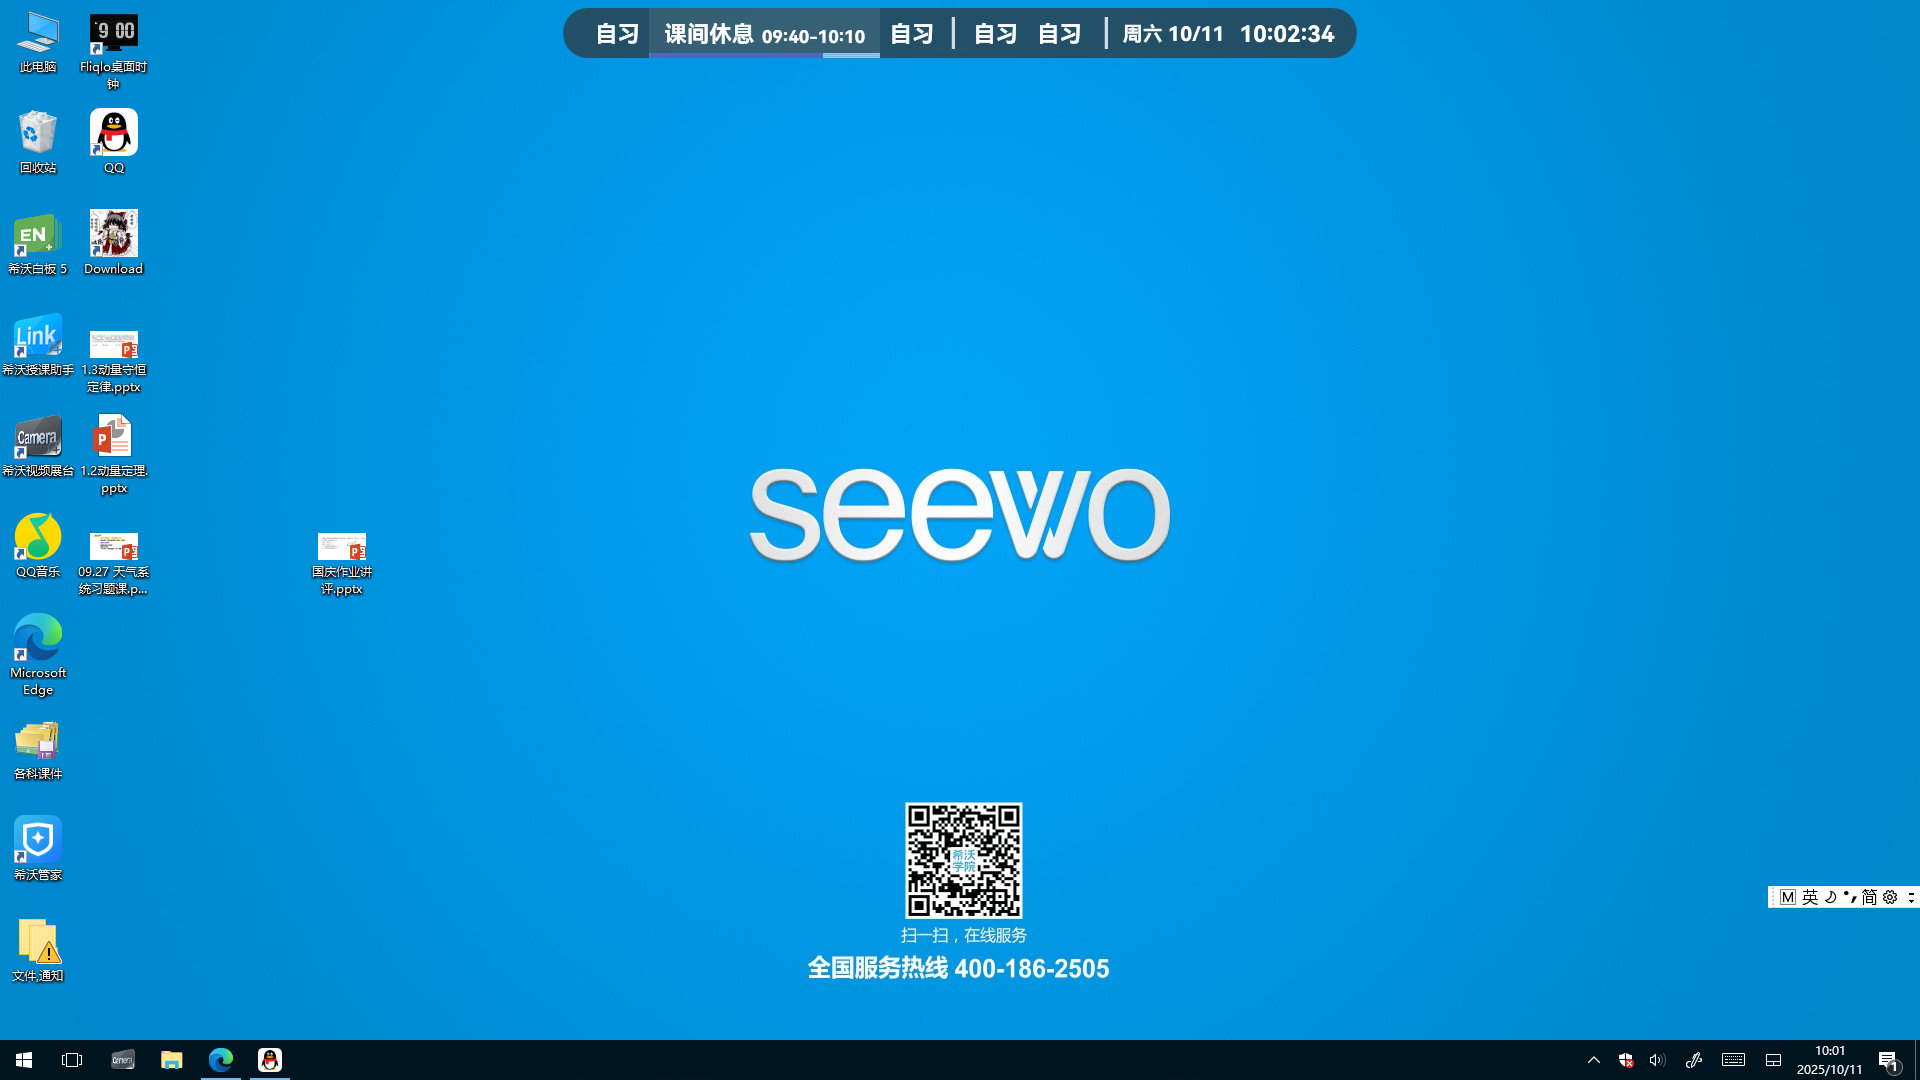 自习 课间休息 09:40-10:10 自习 自习 自习 周六 10/11 10:02:34
此电脑
Fliqlo桌面时
钟
9 00
回收站
QQ
EN
希沃白板 5
Download
Link
希沃授课助手
1.3动量守恒
定律.pptx
Camera
希沃视频展台
1.2动量定理.
pptx
QQ音乐
09.27 天气系
统习题课.p...
国庆作业讲
评.pptx
Microsoft
Edge
各科课件
希沃管家
文件,通知
seewo
希沃
学院
扫一扫，在线服务
全国服务热线 400-186-2505
M 英 简
Camera
10:01
2025/10/11
1